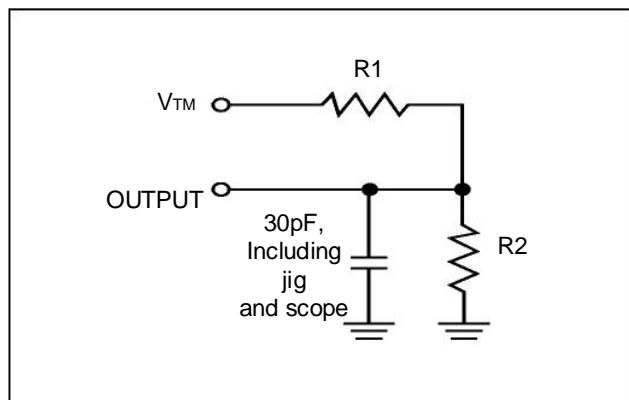 R1
VTM
OUTPUT
30pF,
Including
jig
and scope
R2